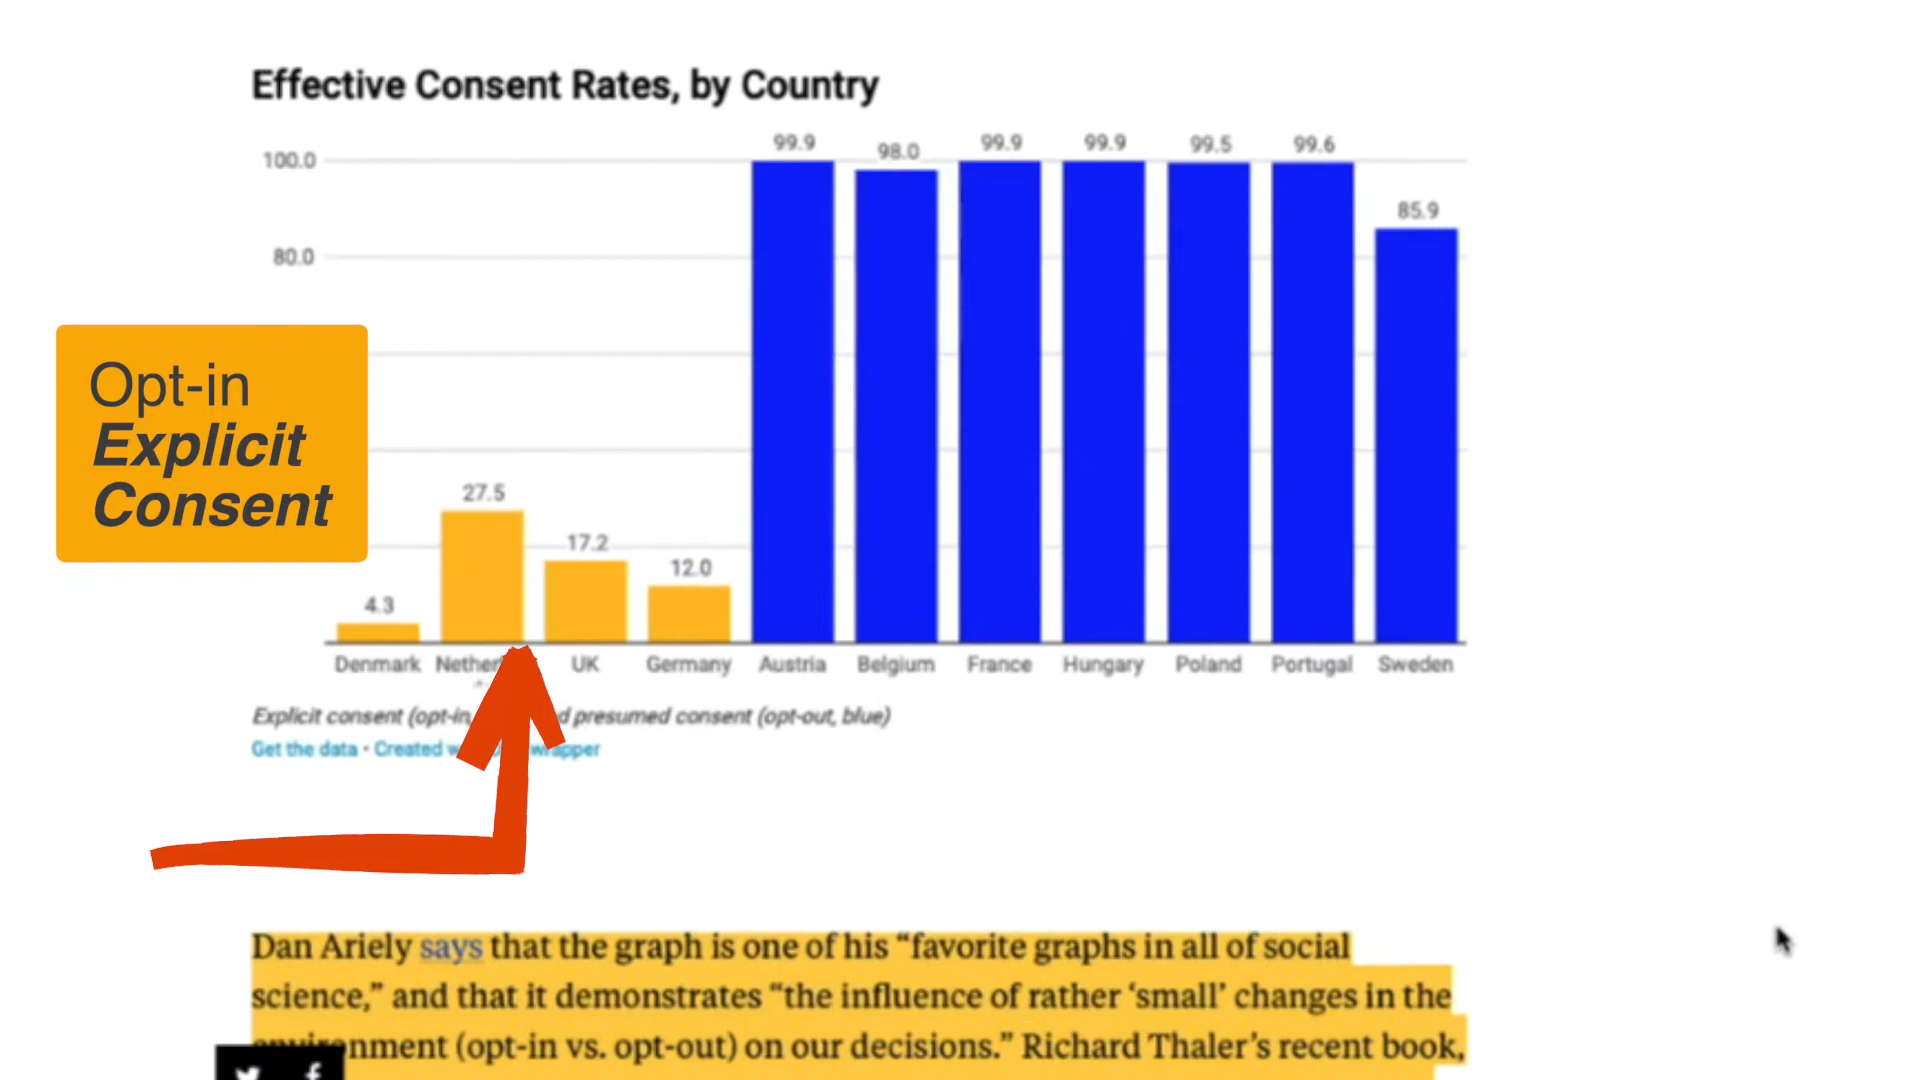 Effective Consent Rates, by Country
100.0
80.0
99.9
98.0
99.9
99.9
99.5
99.6
85.9
Opt-in
Explicit
Consent
4.3
27.5
17.2
12.0
Denmark
UK
Germany
Austria
Belgium
France
Hungary
Poland
Portugal
Sweden
Explicit consent (opt-in, presumed consent (opt-out, blue)
Get the data • Created
Dan Ariely says that the graph is one of his “favorite graphs in all of social
science,” and that it demonstrates “the influence of rather ‘small’ changes in the
(opt-in vs. opt-out) on our decisions.” Richard Thaler’s recent book,